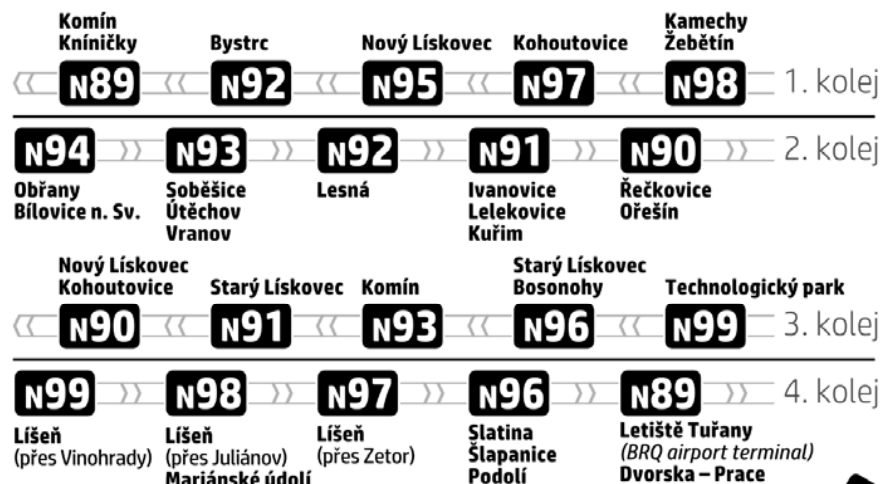 Komín
Kníničky
Bystrc
Nový Lískovec
Kohoutovice
Kamechy
Žebětín
N89 N92 N95 N97 N98 1. kolej
N94 N93 N92 N91 N90 2. kolej
Obřany
Bílovice n. Sv.
Soběšice
Útěchov
Vranov
Lesná
Ivanovice
Lelekovice
Kuřim
Řečkovice
Ořešín
Nový Lískovec
Kohoutovice
Starý Lískovec
Komín
Starý Lískovec
Bosonohy
Technologický park
N90 N91 N93 N96 N99 3. kolej
N99 N98 N97 N96 N89 4. kolej
Líšeň
(přes Vinohrady)
Líšeň
(přes Juliánov)
Mariánské údolí
Líšeň
(přes Zetor)
Slatina
Šlapanice
Podolí
Letiště Tuřany
(BRQ airport terminal)
Dvorska – Prace